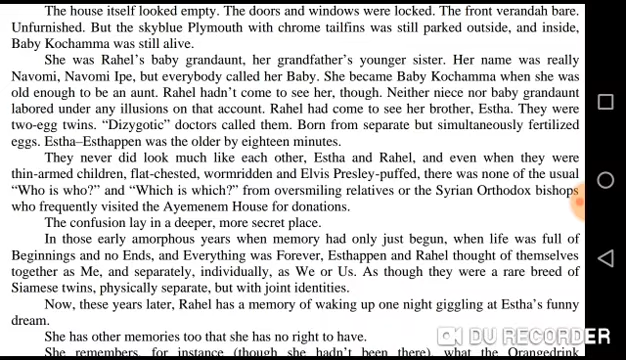 The house itself looked empty. The doors and windows were locked. The front verandah bare.
Unfurnished. But the skyblue Plymouth with chrome tailfins was still parked outside, and inside,
Baby Kochamma was still alive.
She was Rahel's baby grandaunt, her grandfather's younger sister. Her name was really
Navomi, Navomi Ipe, but everybody called her Baby. She became Baby Kochamma when she was
old enough to be an aunt. Rahel hadn't come to see her, though. Neither niece nor baby grandaunt
labored under any illusions on that account. Rahel had come to see her brother, Estha. They were
two-egg twins. “Dizygotic” doctors called them. Born from separate but simultaneously fertilized
eggs. Estha–Esthappen was the older by eighteen minutes.
They never did look much like each other, Estha and Rahel, and even when they were
thin-armed children, flat-chested, wormridden and Elvis Presley-puffed, there was none of the usual
“Who is who?” and “Which is which?” from oversmiling relatives or the Syrian Orthodox bishops
who frequently visited the Ayemenem House for donations.
The confusion lay in a deeper, more secret place.
In those early amorphous years when memory had only just begun, when life was full of
Beginnings and no Ends, and Everything was Forever, Esthappen and Rahel thought of themselves
together as Me, and separately, individually, as We or Us. As though they were a rare breed of
Siamese twins, physically separate, but with joint identities.
Now, these years later, Rahel has a memory of waking up one night giggling at Estha's funny
dream.
She has other memories too that she has no right to have.
She remembers, for instance (though she hadn't been there), what the Orangedrink
DU RECORDER